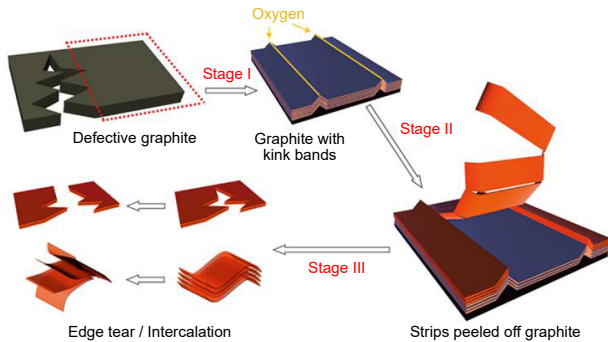 Oxygen
Stage I
Defective graphite
Graphite with
kink bands
Stage II
Stage III
Edge tear / Intercalation
Strips peeled off graphite